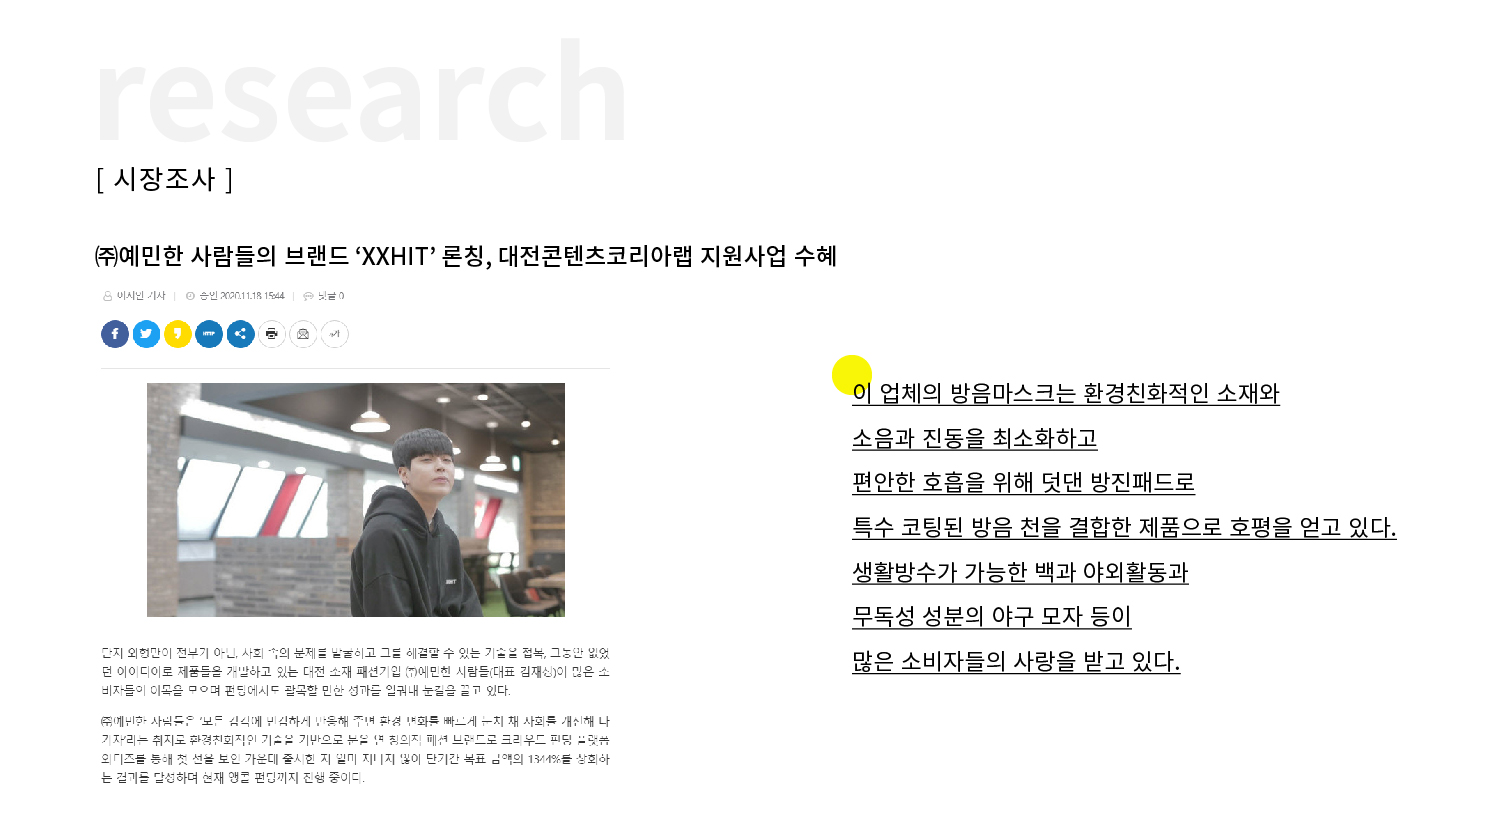 research
[ 시장조사 ]
㈜예민한 사람들의 브랜드 ‘XXHIT’ 론칭, 대전콘텐츠코리아랩 지원사업 수혜
기자 승인 2020.11.18 15:44 댓글 0
이 업체의 방음마스크는 환경친화적인 소재와
소음과 진동을 최소화하고
편안한 호흡을 위해 덧댄 방진패드로
특수 코팅된 방음 천을 결합한 제품으로 호평을 얻고 있다.
생활방수가 가능한 백과 야외활동과
무독성 성분의 야구 모자 등이
많은 소비자들의 사랑을 받고 있다.
단지 외형만이 전부가 아닌, 사회 속의 문제를 발굴하고 그를 해결할 수 있는 기술을 접목, 그동안 없었
던 아이디어로 제품들을 개발하고 있는 대전 소재 패션기업 ㈜예민한 사람들(대표 김재상)이 많은 소
비자들의 이목을 모으며 펀딩에서도 괄목할 만한 성과를 일궈내 눈길을 끌고 있다.
㈜예민한 사람들은 ‘모든 감각에 민감하게 반응해 주변 환경 변화를 빠르게 눈치 채 사회를 개선해 나
가자’라는 취지로 환경친화적인 기술을 기반으로 문을 연 창의적 패션 브랜드로 크라우드 펀딩 플랫폼
와디즈를 통해 첫 선을 보인 가운데 출시한 지 얼마 지나지 않아 단기간 목표 금액의 1344%를 상회하
는 결과를 달성하며 현재 앵콜 펀딩까지 진행 중이다.